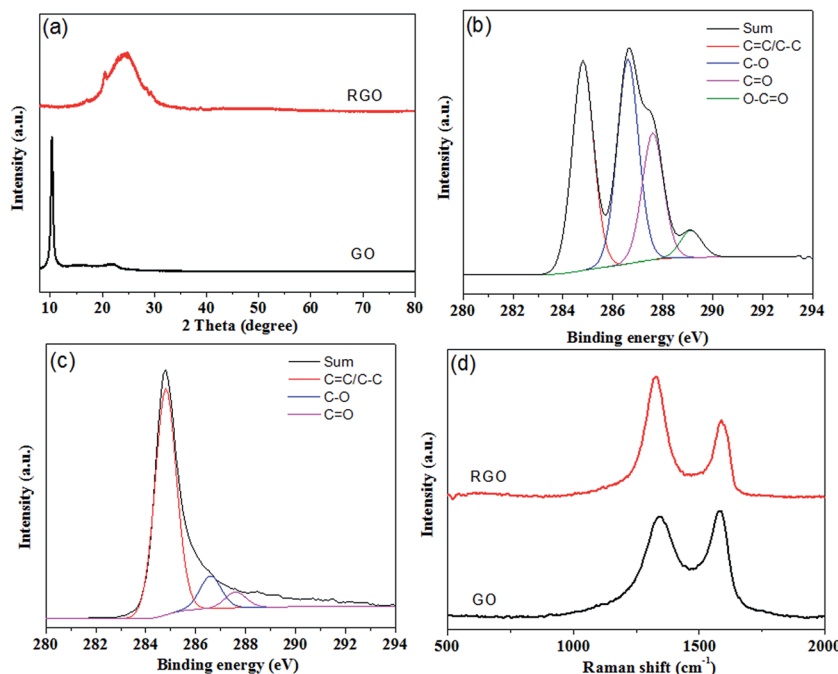 (a)
RGO
GO
Intensity (a.u.)
10 20 30 40 50 60 70 80
2 Theta (degree)
(b)
Sum
C=C/C-C
C-O
C=O
O-C=O
Intensity (a.u.)
280 282 284 286 288 290 292 294
Binding energy (eV)
(c)
Sum
C=C/C-C
C-O
C=O
Intensity (a.u.)
280 282 284 286 288 290 292 294
Binding energy (eV)
(d)
RGO
GO
Intensity (a.u.)
500 1000 1500 2000
Raman shift (cm⁻¹)